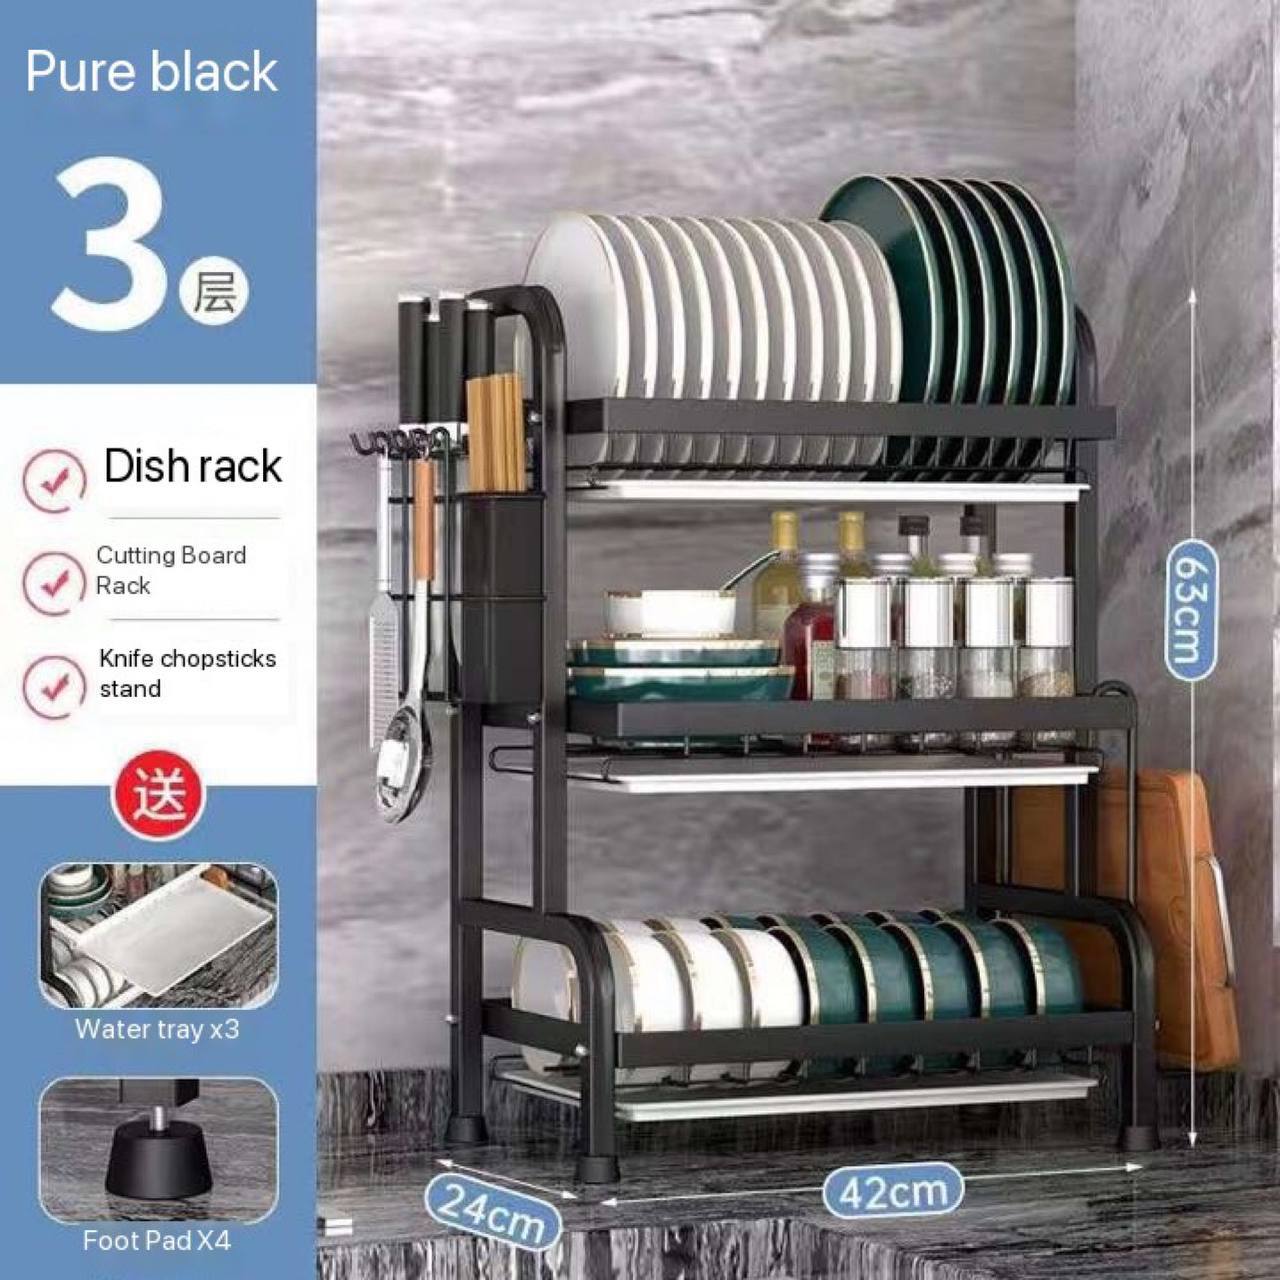 Pure black
3层
Dish rack
Cutting Board
Rack
Knife chopsticks
stand
送
Water tray x3
Foot Pad X4
63cm
24cm
42cm